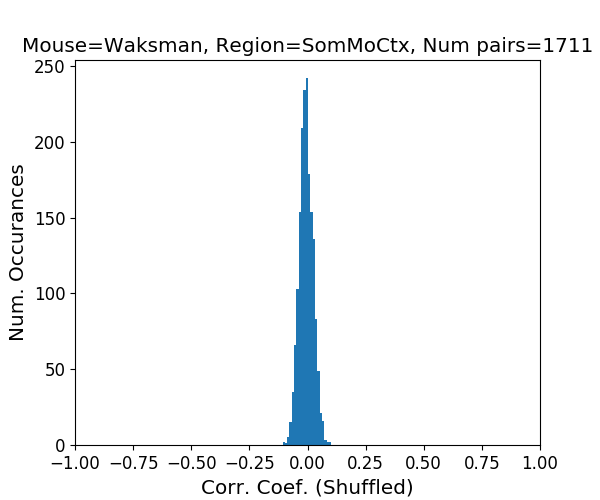 Mouse=Waksman, Region=SomMoCtx, Num pairs=1711
250
200
150
100
50
0
Num. Occurances
−1.00 −0.75 −0.50 −0.25 0.00 0.25 0.50 0.75 1.00
Corr. Coef. (Shuffled)